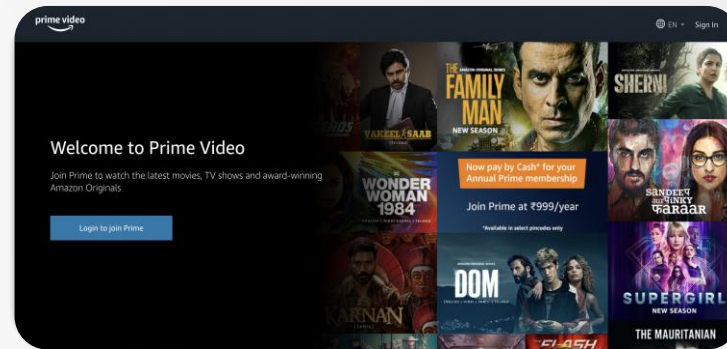 prime video
EN
Sign In
Welcome to Prime Video
Join Prime to watch the latest movies, TV shows and award-winning
Amazon Originals
Login to join Prime
VAKEEL SAAB
THE
FAMILY
MAN
NEW SEASON
SHERNI
WONDER
WOMAN
1984
Now pay by Cash* for your
Annual Prime membership
Join Prime at ₹999/year
*Available in select pincodes only
SANDEEP
aur PINKY
FARAAR
KARNAN
DOM
SUPERGIRL
NEW SEASON
FLASH
THE MAURITANIAN